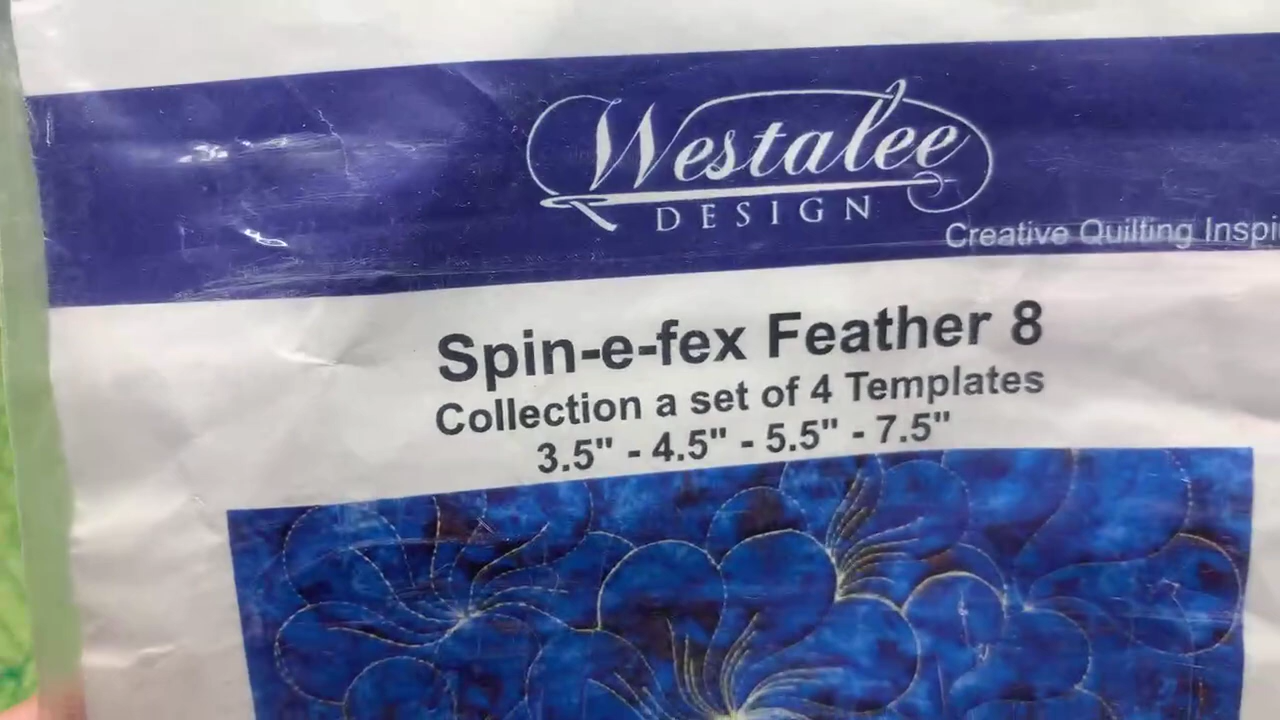 Westalee
DESIGN
Creative Quilting
Spin-e-fex Feather 8
Collection a set of 4 Templates
3.5" - 4.5" - 5.5" - 7.5"